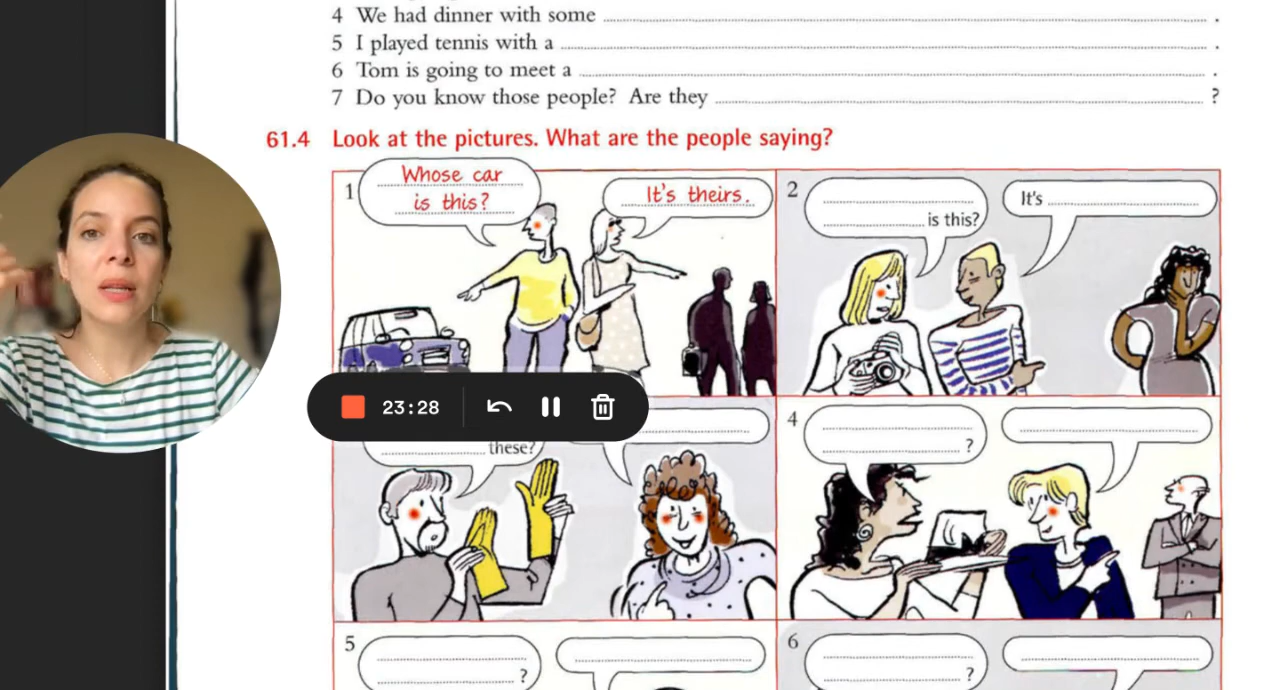 4 We had dinner with some .
5 I played tennis with a .
6 Tom is going to meet a .
7 Do you know those people? Are they ?
61.4 Look at the pictures. What are the people saying?
1
Whose car
is this?
It's theirs.
2
is this?
It's
23:28
these?
4
?
5
?
6
?